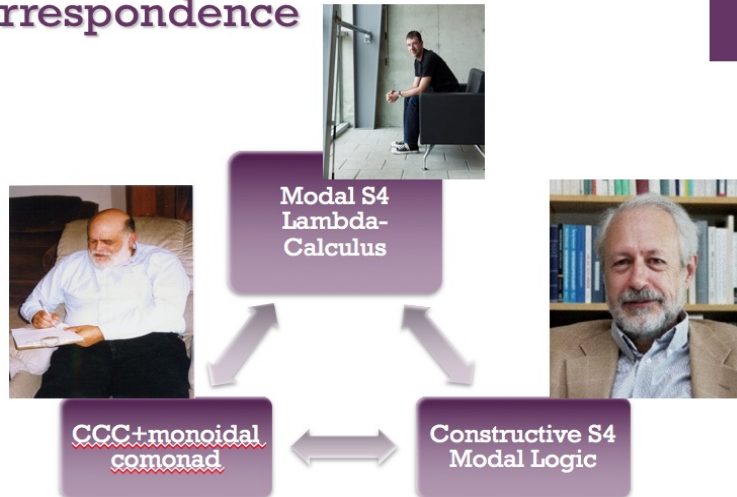 rrespondence
Modal S4
Lambda-
Calculus
CCC+monoidal
comonad
Constructive S4
Modal Logic